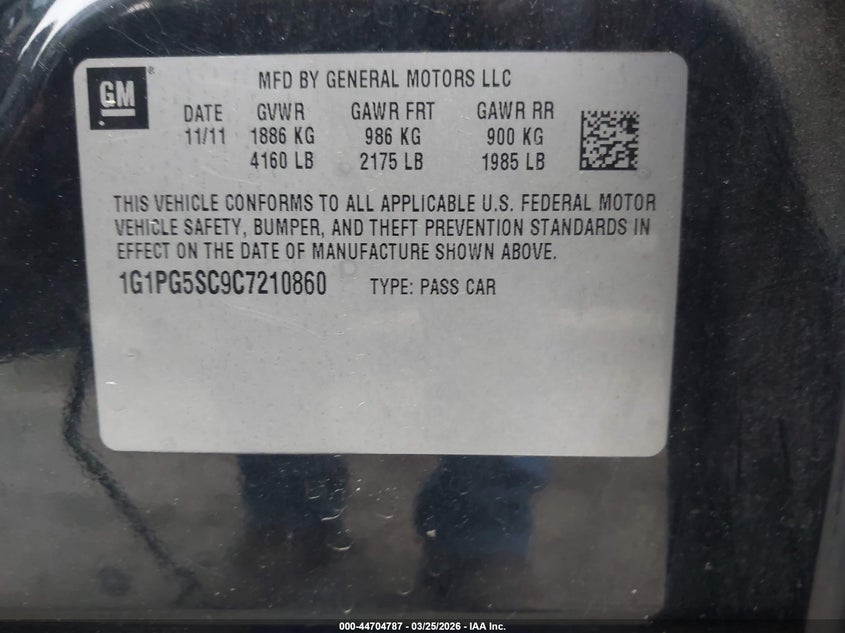 GM
®
MFD BY GENERAL MOTORS LLC
DATE GVWR GAWR FRT GAWR RR
11/11 1886 KG 986 KG 900 KG
4160 LB 2175 LB 1985 LB
THIS VEHICLE CONFORMS TO ALL APPLICABLE U.S. FEDERAL MOTOR
VEHICLE SAFETY, BUMPER, AND THEFT PREVENTION STANDARDS IN
EFFECT ON THE DATE OF MANUFACTURE SHOWN ABOVE.
1G1PG5SC9C7210860 TYPE: PASS CAR
000-44704787 - 03/25/2026 - IAA Inc.